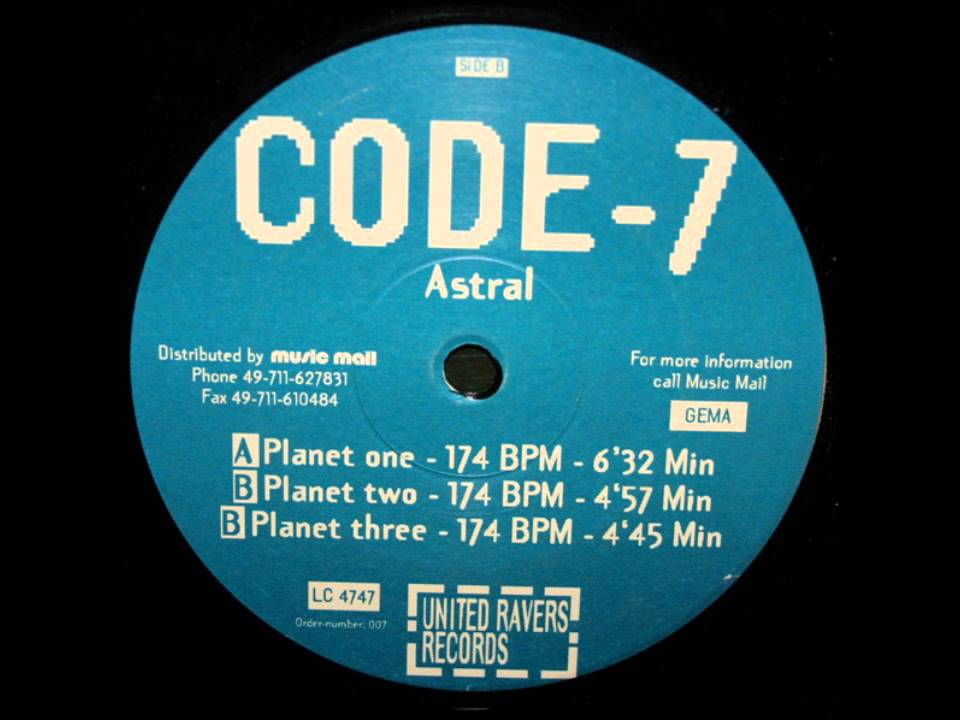 SIDE B
CODE-7
Astral
Distributed by music mail
Phone 49-711-627831
Fax 49-711-610484
For more information
call Music Mail
GEMA
A Planet one - 174 BPM - 6'32 Min
B Planet two - 174 BPM - 4‘57 Min
B Planet three - 174 BPM - 4‘45 Min
LC 4747
Order-number: 007
UNITED RAVERS
RECORDS